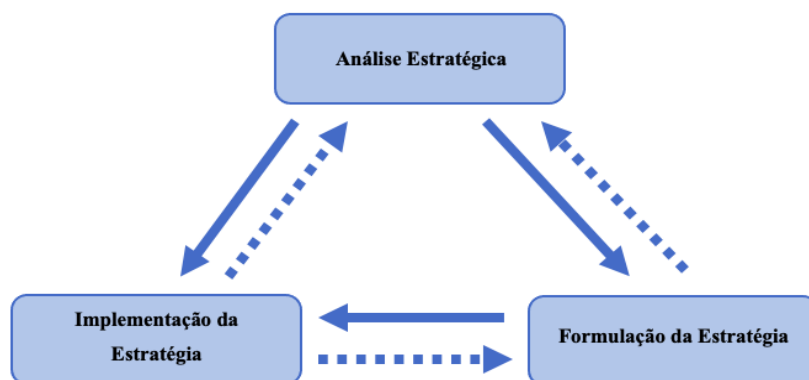 Análise Estratégica
Implementação da
Estratégia
Formulação da Estratégia